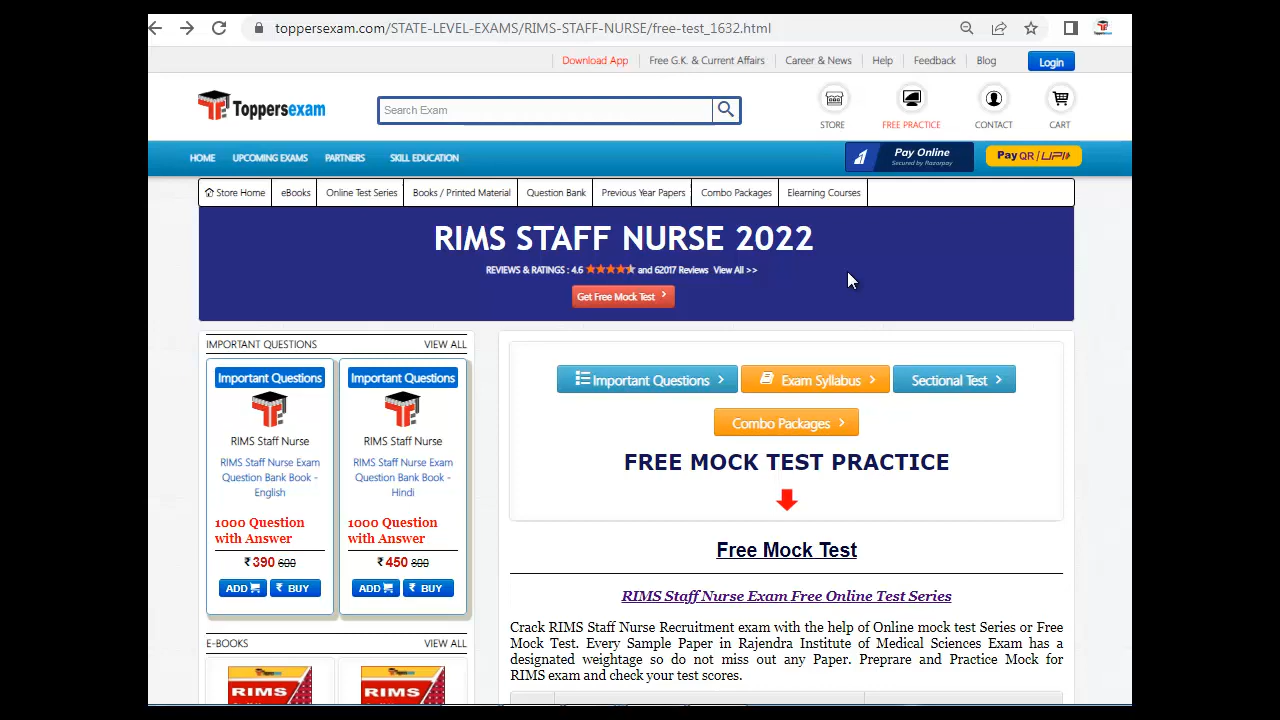 toppersexam.com/STATE-LEVEL-EXAMS/RIMS-STAFF-NURSE/free-test_1632.html
Download App Free G.K. & Current Affairs Career & News Help Feedback Blog Login
Toppersexam
Search Exam
STORE FREE PRACTICE CONTACT CART
HOME UPCOMING EXAMS PARTNERS SKILL EDUCATION
Pay Online
Secured by Razorpay
Pay QR/UPI
Store Home eBooks Online Test Series Books / Printed Material Question Bank Previous Year Papers Combo Packages Elearning Courses
RIMS STAFF NURSE 2022
REVIEWS & RATINGS : 4.6 and 62017 Reviews View All >>
Get Free Mock Test
IMPORTANT QUESTIONS VIEW ALL
Important Questions
RIMS Staff Nurse
RIMS Staff Nurse Exam
Question Bank Book -
English
1000 Question
with Answer
₹ 390 600
ADD ₹ BUY
Important Questions
RIMS Staff Nurse
RIMS Staff Nurse Exam
Question Bank Book -
Hindi
1000 Question
with Answer
₹ 450 800
ADD ₹ BUY
E-BOOKS VIEW ALL
Toppersexam
RIMS
Toppersexam
RIMS
Important Questions Exam Syllabus Sectional Test
Combo Packages
FREE MOCK TEST PRACTICE
Free Mock Test
RIMS Staff Nurse Exam Free Online Test Series
Crack RIMS Staff Nurse Recruitment exam with the help of Online mock test Series or Free
Mock Test. Every Sample Paper in Rajendra Institute of Medical Sciences Exam has a
designated weightage so do not miss out any Paper. Preprare and Practice Mock for
RIMS exam and check your test scores.